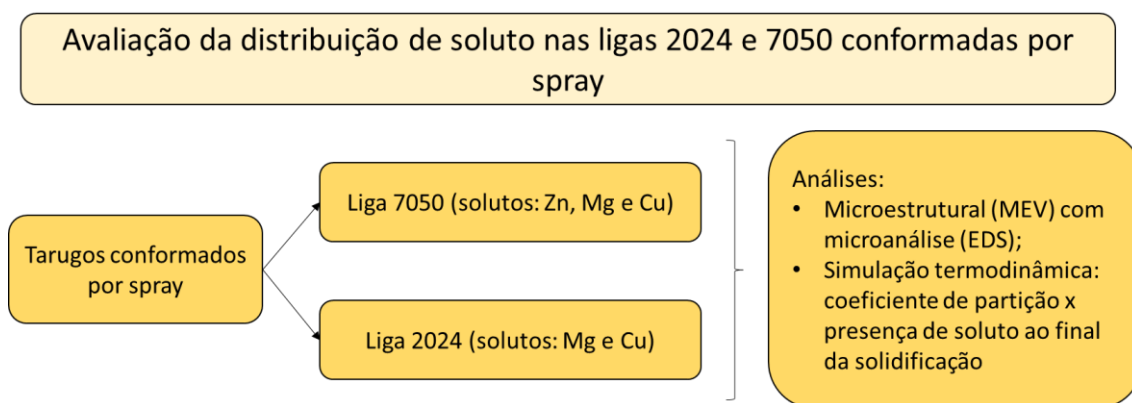 Avaliação da distribuição de soluto nas ligas 2024 e 7050 conformadas por
spray
Tarugos conformados
por spray
Liga 7050 (solutos: Zn, Mg e Cu)
Liga 2024 (solutos: Mg e Cu)
Análises:
• Microestrutural (MEV) com
microanálise (EDS);
• Simulação termodinâmica:
coeficiente de partição x
presença de soluto ao final
da solidificação